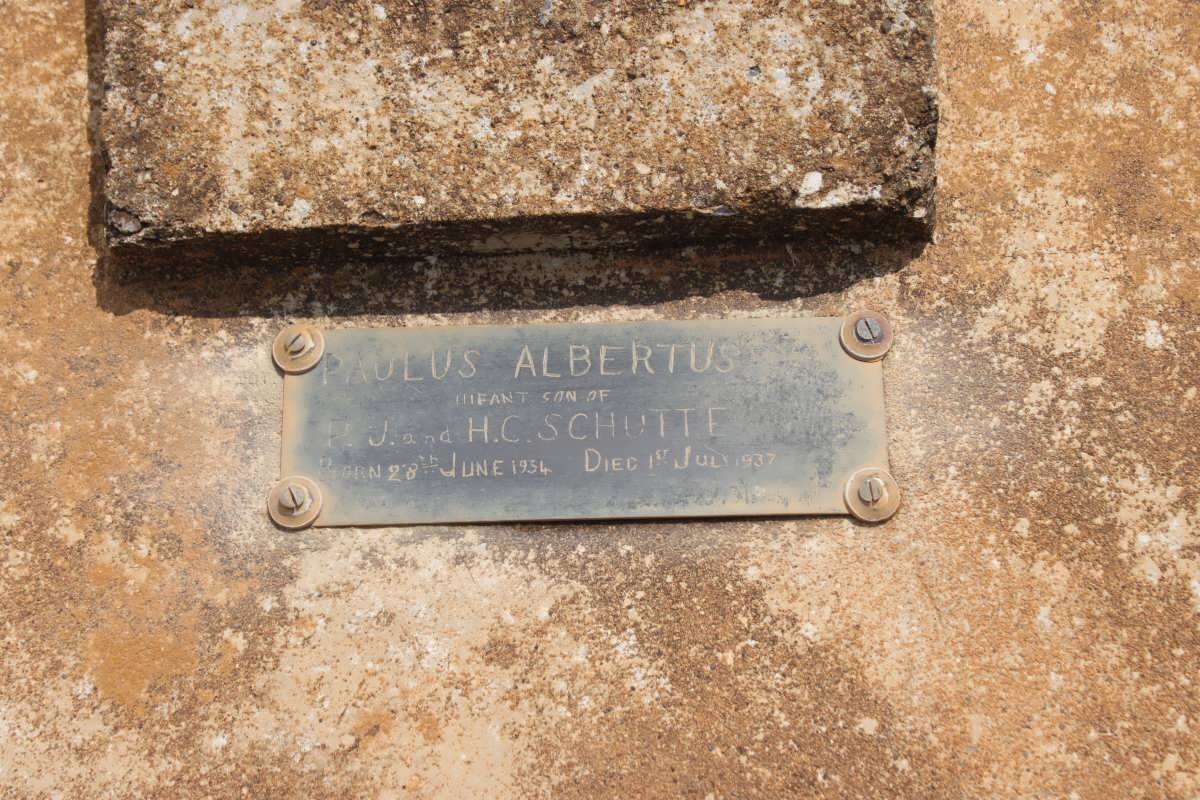 PAULUS ALBERTUS
INFANT SON OF
P. J. and H.C. SCHUTTE
BORN 28th JUNE 1934 DIED 1ST JULY 1937